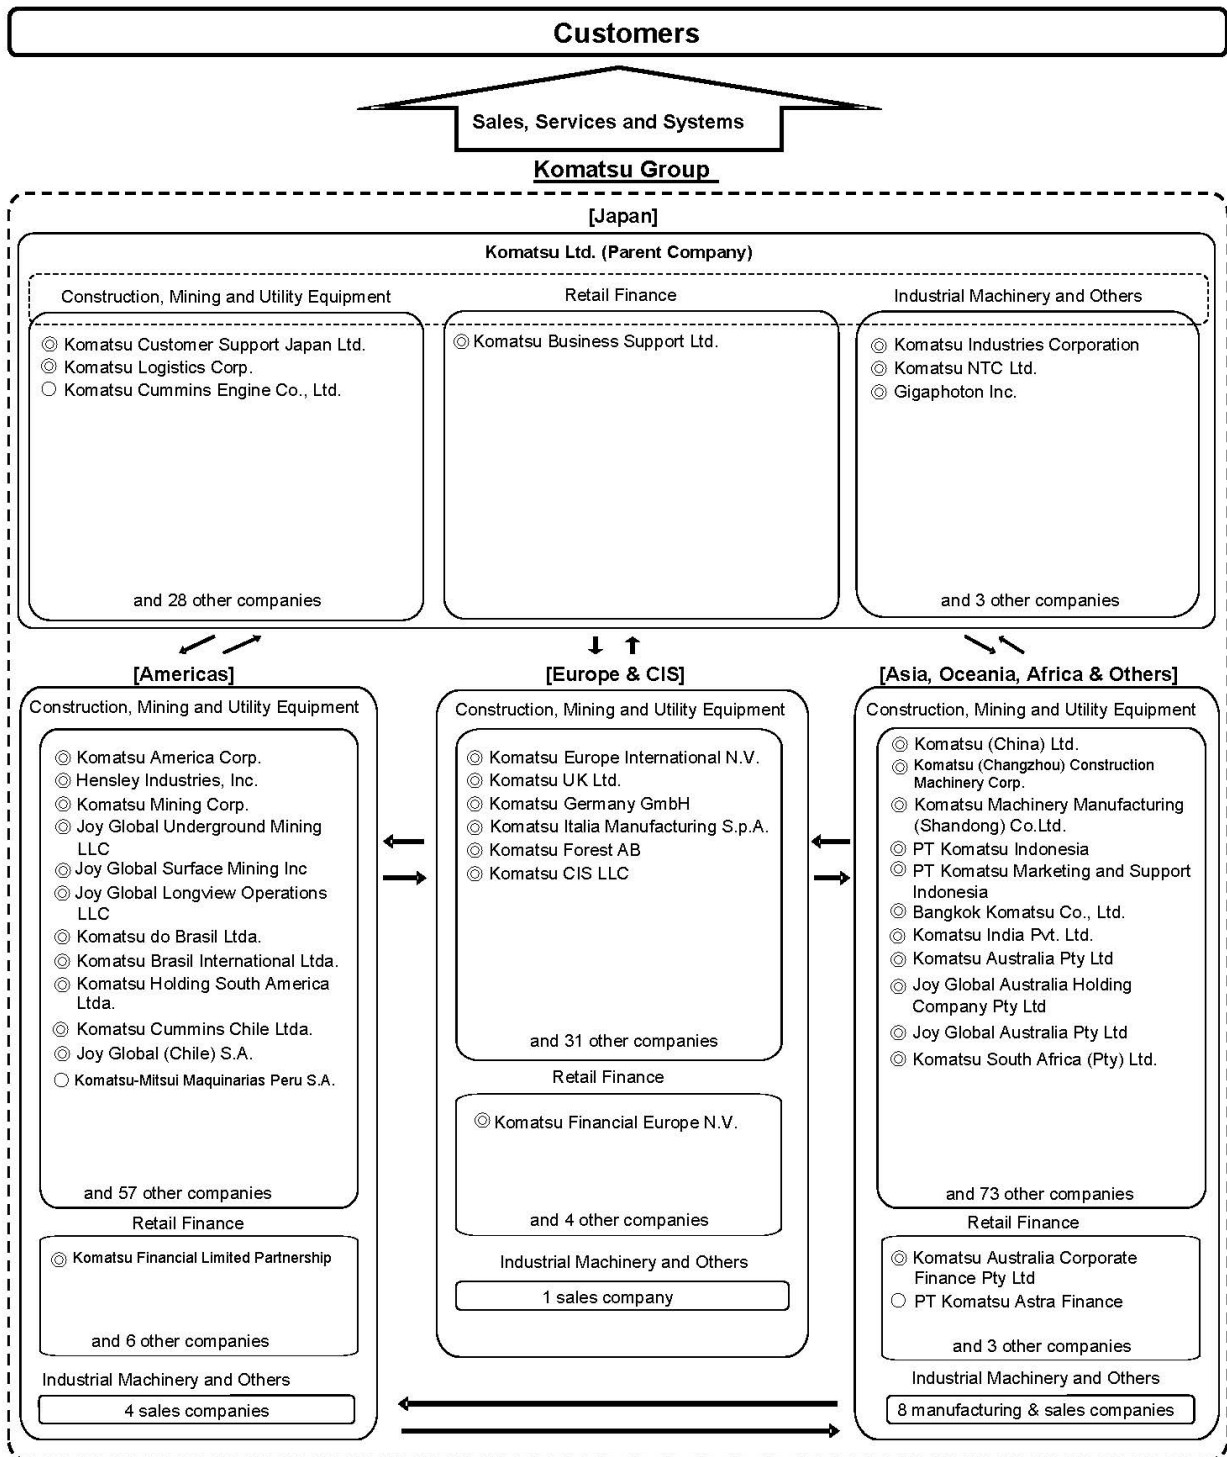 Customers
Sales, Services and Systems
Komatsu Group
[Japan]
Komatsu Ltd. (Parent Company)
Construction, Mining and Utility Equipment
◎ Komatsu Customer Support Japan Ltd.
◎ Komatsu Logistics Corp.
○ Komatsu Cummins Engine Co., Ltd.
and 28 other companies
Retail Finance
◎ Komatsu Business Support Ltd.
Industrial Machinery and Others
◎ Komatsu Industries Corporation
◎ Komatsu NTC Ltd.
◎ Gigaphoton Inc.
and 3 other companies
[Americas]
Construction, Mining and Utility Equipment
◎ Komatsu America Corp.
◎ Hensley Industries, Inc.
◎ Komatsu Mining Corp.
◎ Joy Global Underground Mining
LLC
◎ Joy Global Surface Mining Inc
◎ Joy Global Longview Operations
LLC
◎ Komatsu do Brasil Ltda.
◎ Komatsu Brasil International Ltda.
◎ Komatsu Holding South America
Ltda.
◎ Komatsu Cummins Chile Ltda.
◎ Joy Global (Chile) S.A.
○ Komatsu-Mitsui Maquinarias Peru S.A.
and 57 other companies
Retail Finance
◎ Komatsu Financial Limited Partnership
and 6 other companies
Industrial Machinery and Others
4 sales companies
[Europe & CIS]
Construction, Mining and Utility Equipment
◎ Komatsu Europe International N.V.
◎ Komatsu UK Ltd.
◎ Komatsu Germany GmbH
◎ Komatsu Italia Manufacturing S.p.A.
◎ Komatsu Forest AB
◎ Komatsu CIS LLC
and 31 other companies
Retail Finance
◎ Komatsu Financial Europe N.V.
and 4 other companies
Industrial Machinery and Others
1 sales company
[Asia, Oceania, Africa & Others]
Construction, Mining and Utility Equipment
◎ Komatsu (China) Ltd.
◎ Komatsu (Changzhou) Construction
Machinery Corp.
◎ Komatsu Machinery Manufacturing
(Shandong) Co.Ltd.
◎ PT Komatsu Indonesia
◎ PT Komatsu Marketing and Support
Indonesia
◎ Bangkok Komatsu Co., Ltd.
◎ Komatsu India Pvt. Ltd.
◎ Komatsu Australia Pty Ltd
◎ Joy Global Australia Holding
Company Pty Ltd
◎ Joy Global Australia Pty Ltd
◎ Komatsu South Africa (Pty) Ltd.
and 73 other companies
Retail Finance
◎ Komatsu Australia Corporate
Finance Pty Ltd
○ PT Komatsu Astra Finance
and 3 other companies
Industrial Machinery and Others
8 manufacturing & sales companies